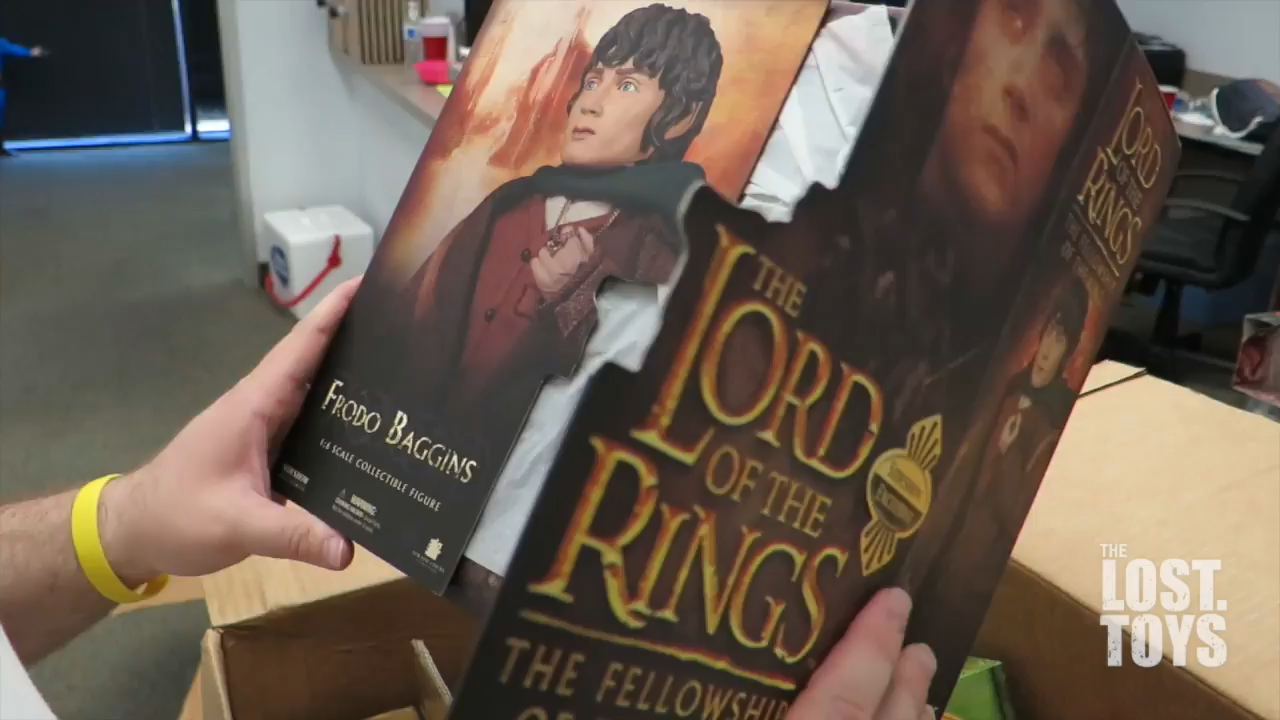 FRODO BAGGINS
1:6 SCALE COLLECTIBLE FIGURE
SIDESHOW
WARNING:
THE
LORD
OF THE
RINGS
THE FELLOWSHIP
LORD
OF THE
RINGS
THE
LOST.
TOYS